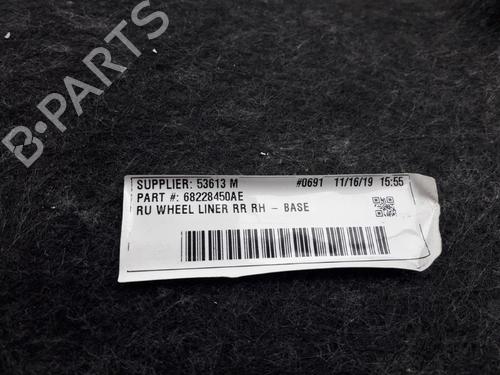 B-PARTS
SUPPLIER: 53613 M #0691 11/16/19 15:55
PART #: 68228450AE
RU WHEEL LINER RR RH - BASE